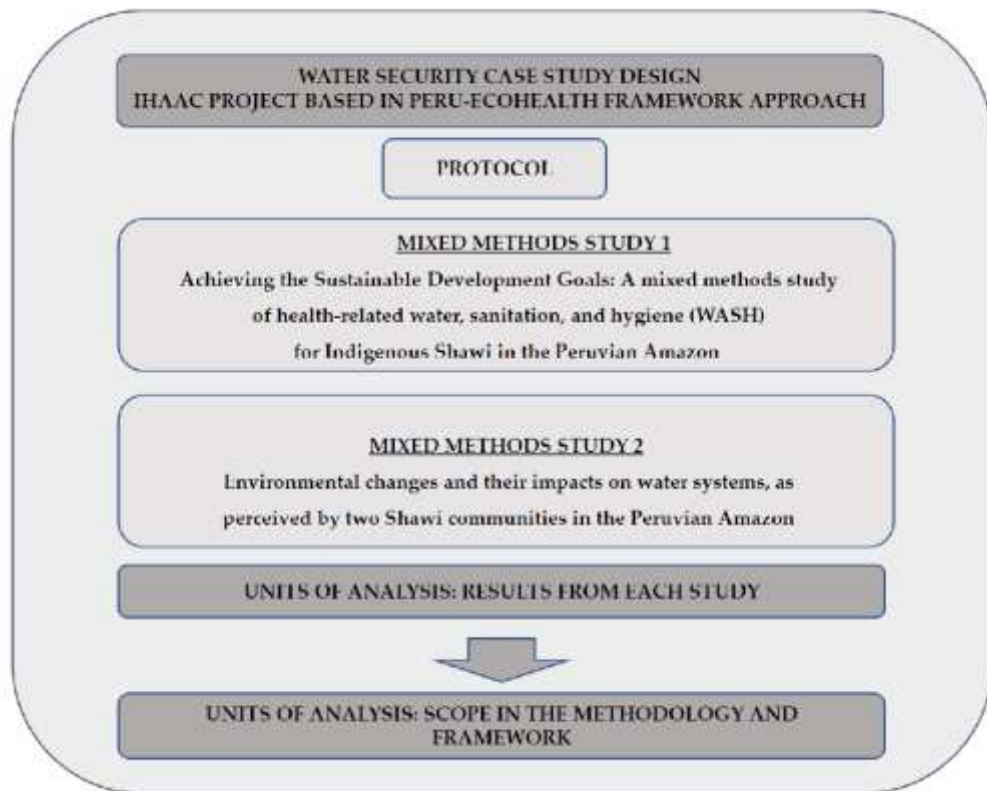 WATER SECURITY CASE STUDY DESIGN
IHAAC PROJECT BASED IN PERU-ECOHEALTH FRAMEWORK APPROACH
PROTOCOL
MIXED METHODS STUDY 1
Achieving the Sustainable Development Goals: A mixed methods study
of health-related water, sanitation, and hygiene (WASH)
for Indigenous Shawi in the Peruvian Amazon
MIXED METHODS STUDY 2
Environmental changes and their impacts on water systems, as
perceived by two Shawi communities in the Peruvian Amazon
UNITS OF ANALYSIS: RESULTS FROM EACH STUDY
UNITS OF ANALYSIS: SCOPE IN THE METHODOLOGY AND
FRAMEWORK